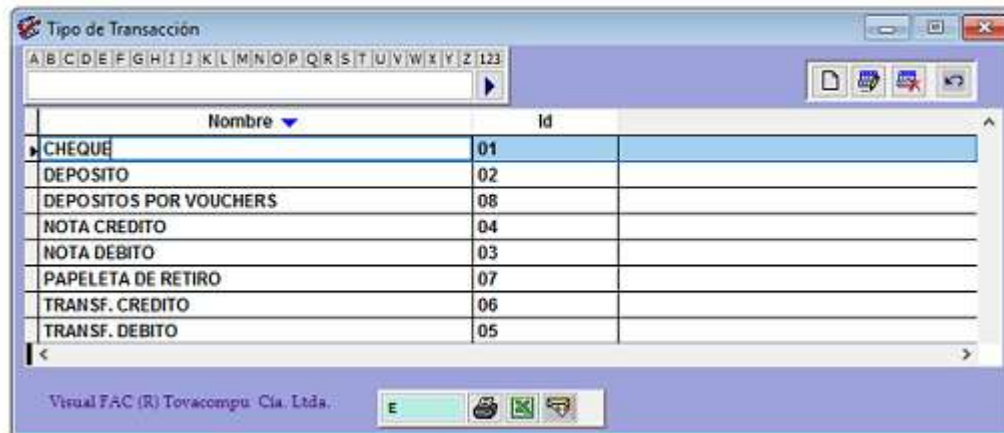 Tipo de Transacción
A B C D E F G H I J K L M N O P Q R S T U V W X Y Z 123
Nombre Id
CHEQUE 01
DEPOSITO 02
DEPOSITOS POR VOUCHERS 08
NOTA CREDITO 04
NOTA DEBITO 03
PAPELETA DE RETIRO 07
TRANSF. CREDITO 06
TRANSF. DEBITO 05
Visual FAC (R) Tovacompu Cía. Ltda.
E